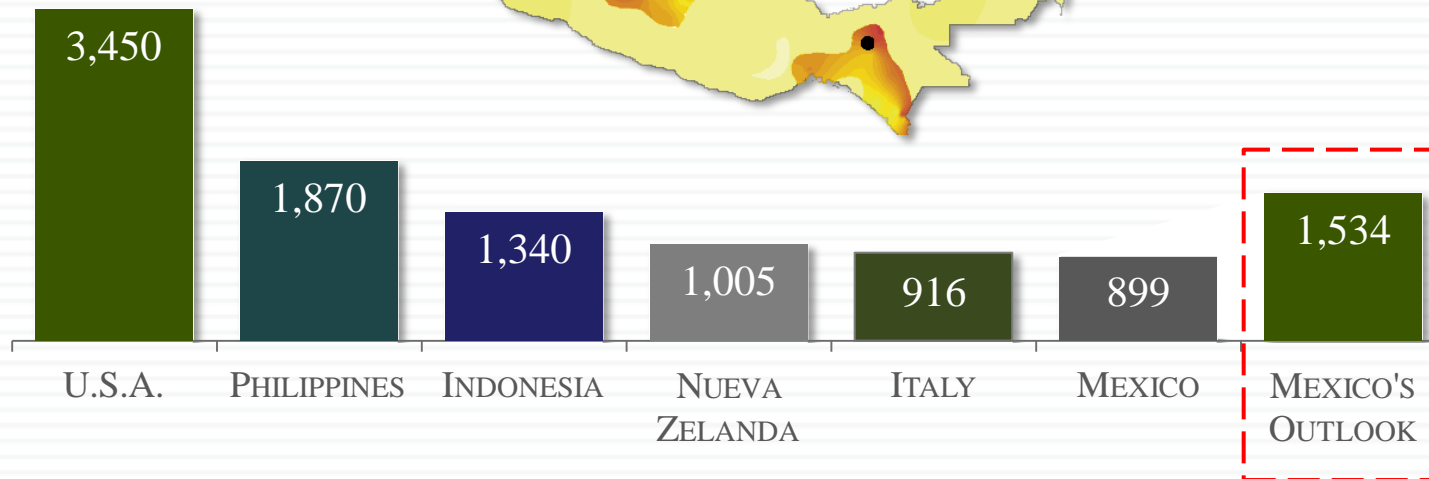 3,450
1,870
1,340
1,005
916
899
1,534
U.S.A.
PHILIPPINES
INDONESIA
NUEVA
ZELANDA
ITALY
MEXICO
MEXICO'S
OUTLOOK